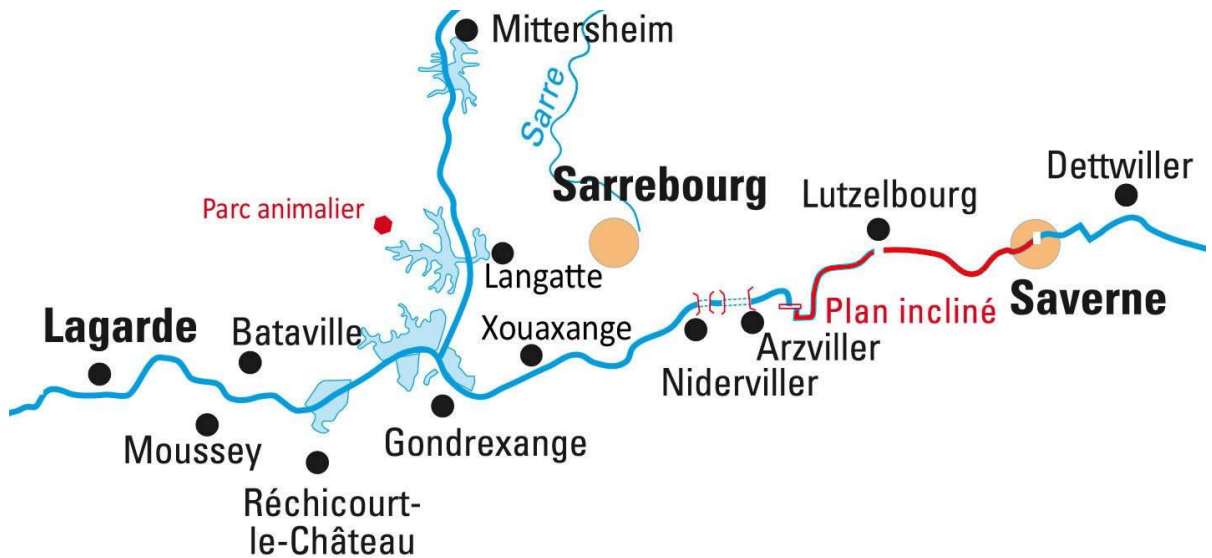 Mittersheim
Sarre
Sarrebourg
Dettwiller
Lutzelbourg
Parc animalier
Langatte
Saverne
Plan incliné
Lagarde
Bataville
Xouaxange
Arzviller
Niderviller
Moussey
Gondrexange
Réchicourt-
le-Château